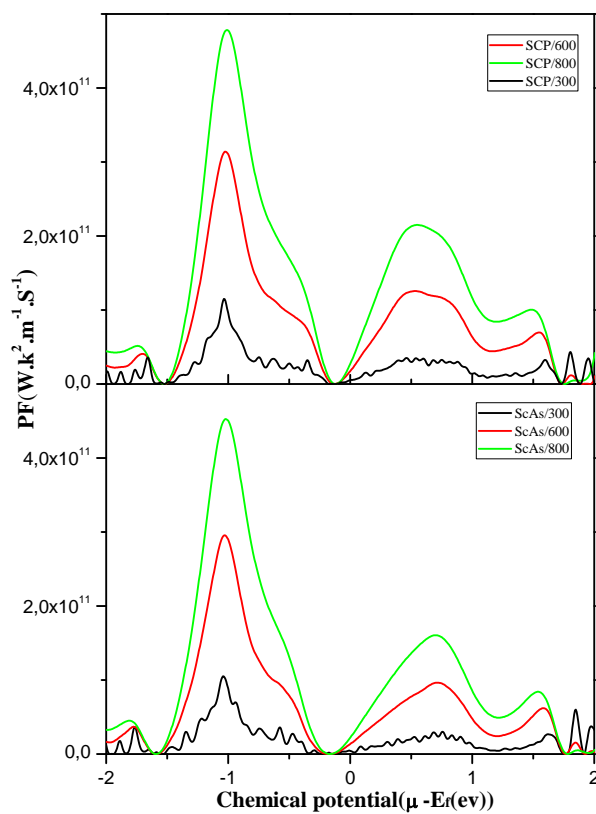 4,0x10¹¹
2,0x10¹¹
0,0
SCP/600
SCP/800
SCP/300
PF(W.k².m⁻¹.S⁻¹)
4,0x10¹¹
2,0x10¹¹
0,0
ScAs/300
ScAs/600
ScAs/800
-2 -1 0 1 2
Chemical potential(μ -Ef(ev))